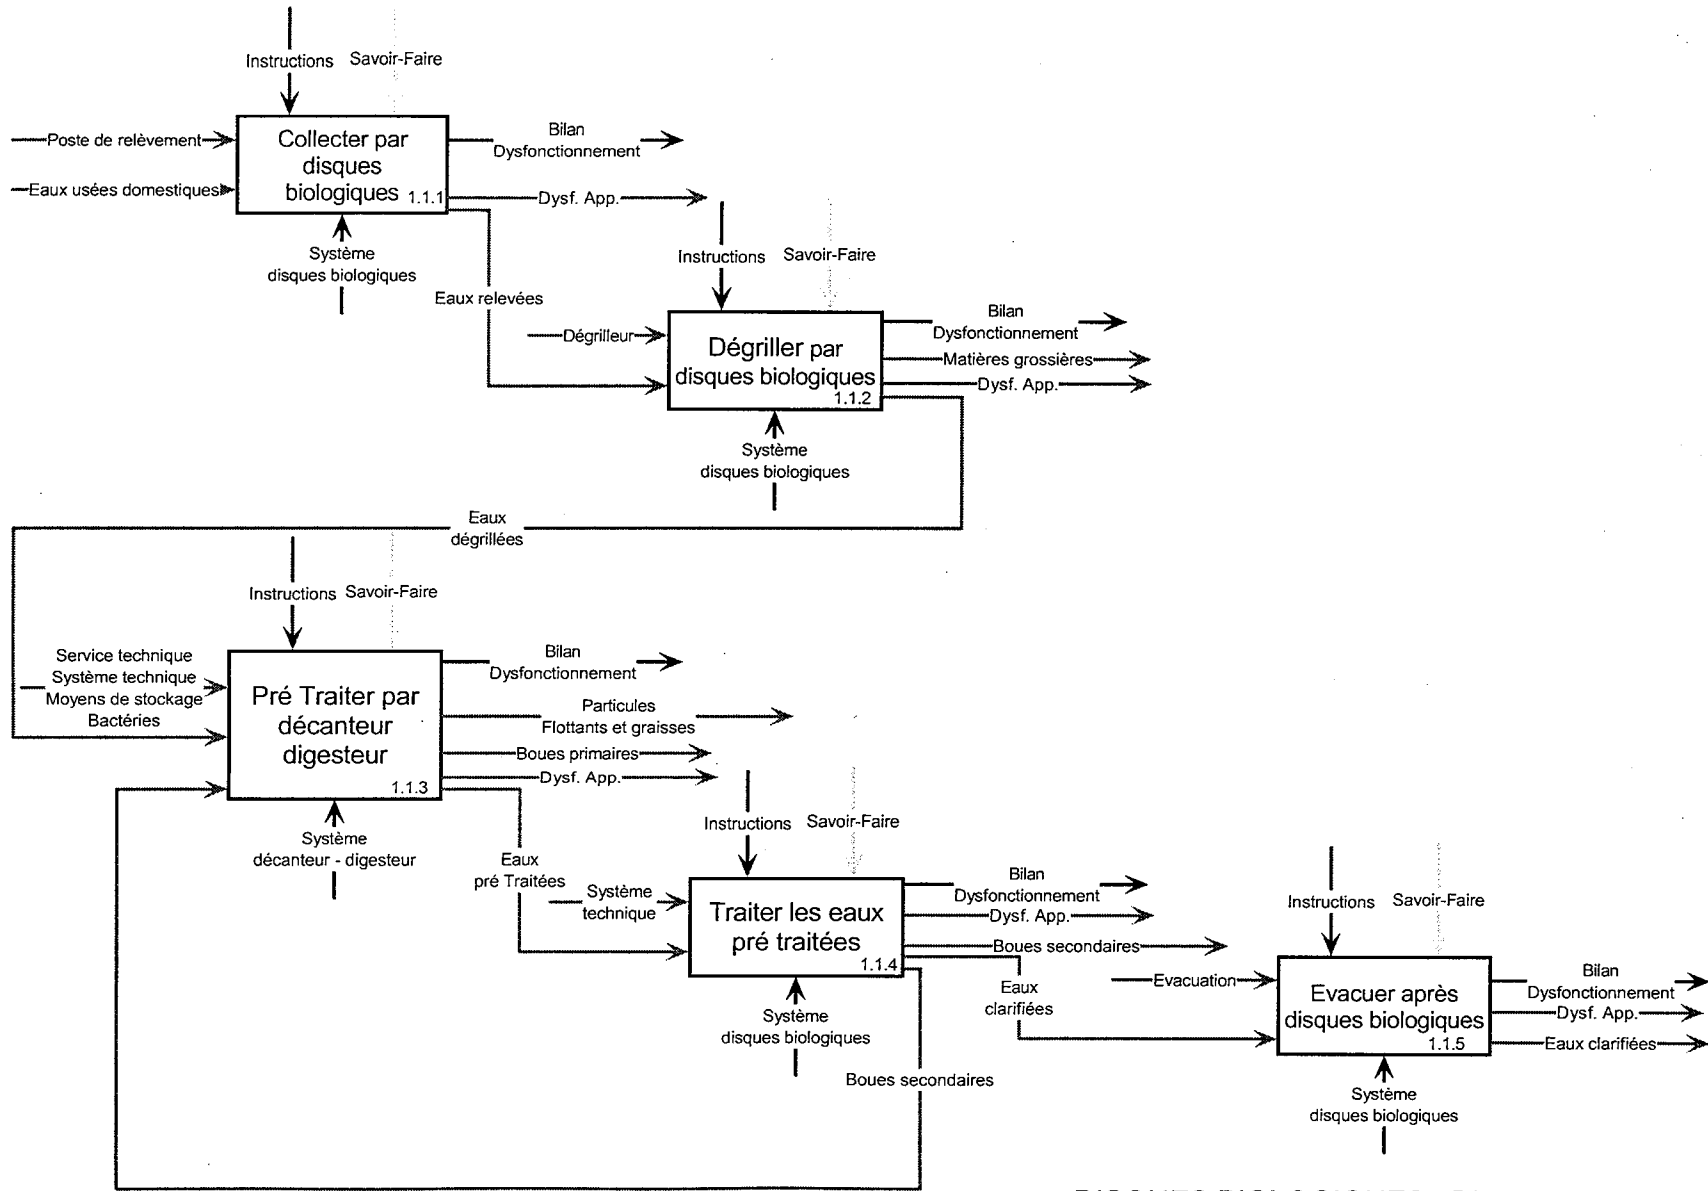 Instructions
Savoir-Faire
Poste de relèvement
Eaux usées domestiques
Collecter par
disques
biologiques
1.1.1
Bilan
Dysfonctionnement
Dysf. App.
Système
disques biologiques
Eaux relevées
Instructions
Savoir-Faire
Dégrilleur
Dégriller par
disques biologiques
1.1.2
Bilan
Dysfonctionnement
Matières grossières
Dysf. App.
Système
disques biologiques
Eaux
dégrillées
Instructions
Savoir-Faire
Service technique
Système technique
Moyens de stockage
Bactéries
Pré Traiter par
décanteur
digesteur
1.1.3
Bilan
Dysfonctionnement
Particules
Flottants et graisses
Boues primaires
Dysf. App.
Système
décanteur - digesteur
Eaux
pré Traitées
Instructions
Savoir-Faire
Système
technique
Traiter les eaux
pré traitées
1.1.4
Bilan
Dysfonctionnement
Dysf. App.
Boues secondaires
Eaux
clarifiées
Système
disques biologiques
Boues secondaires
Instructions
Savoir-Faire
Evacuation
Evacuer après
disques biologiques
1.1.5
Bilan
Dysfonctionnement
Dysf. App.
Eaux clarifiées
Système
disques biologiques